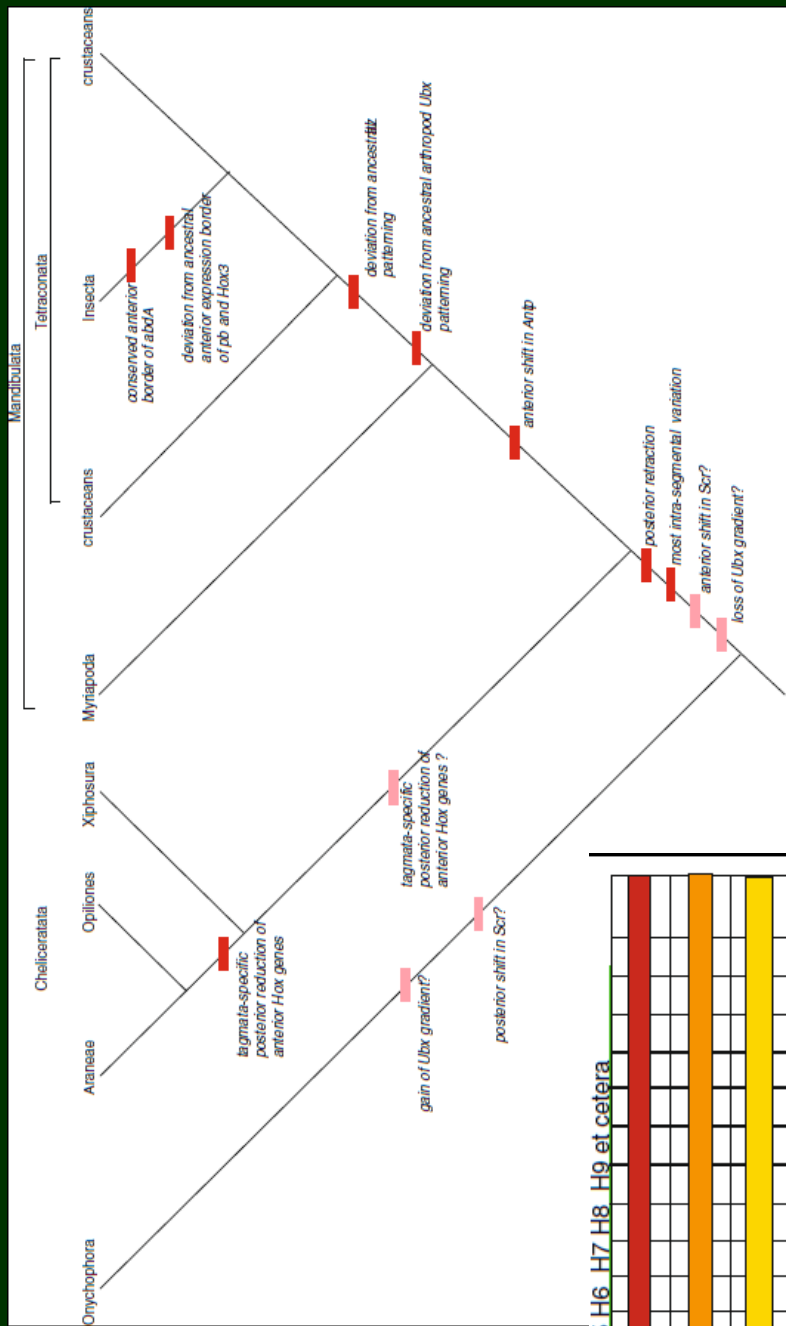 Mandibulata
Tetraconata
Cheliceratata
Onychophora
Araneae
Opiliones
Xiphosura
Myriapoda
crustaceans
Insecta
crustaceans
conserved anterior
border of abdA
deviation from ancestral
anterior expression border
of pb and Hox3
deviation from ancestral
patterning
deviation from ancestral arthropod Ubx
patterning
anterior shift in Antp
posterior retraction
most intra-segmental variation
anterior shift in Scr?
loss of Ubx gradient?
tagmata-specific
posterior reduction of
anterior Hox genes ?
tagmata-specific
posterior reduction of
anterior Hox genes
gain of Ubx gradient?
posterior shift in Scr?
H6 H7 H8 H9 et cetera